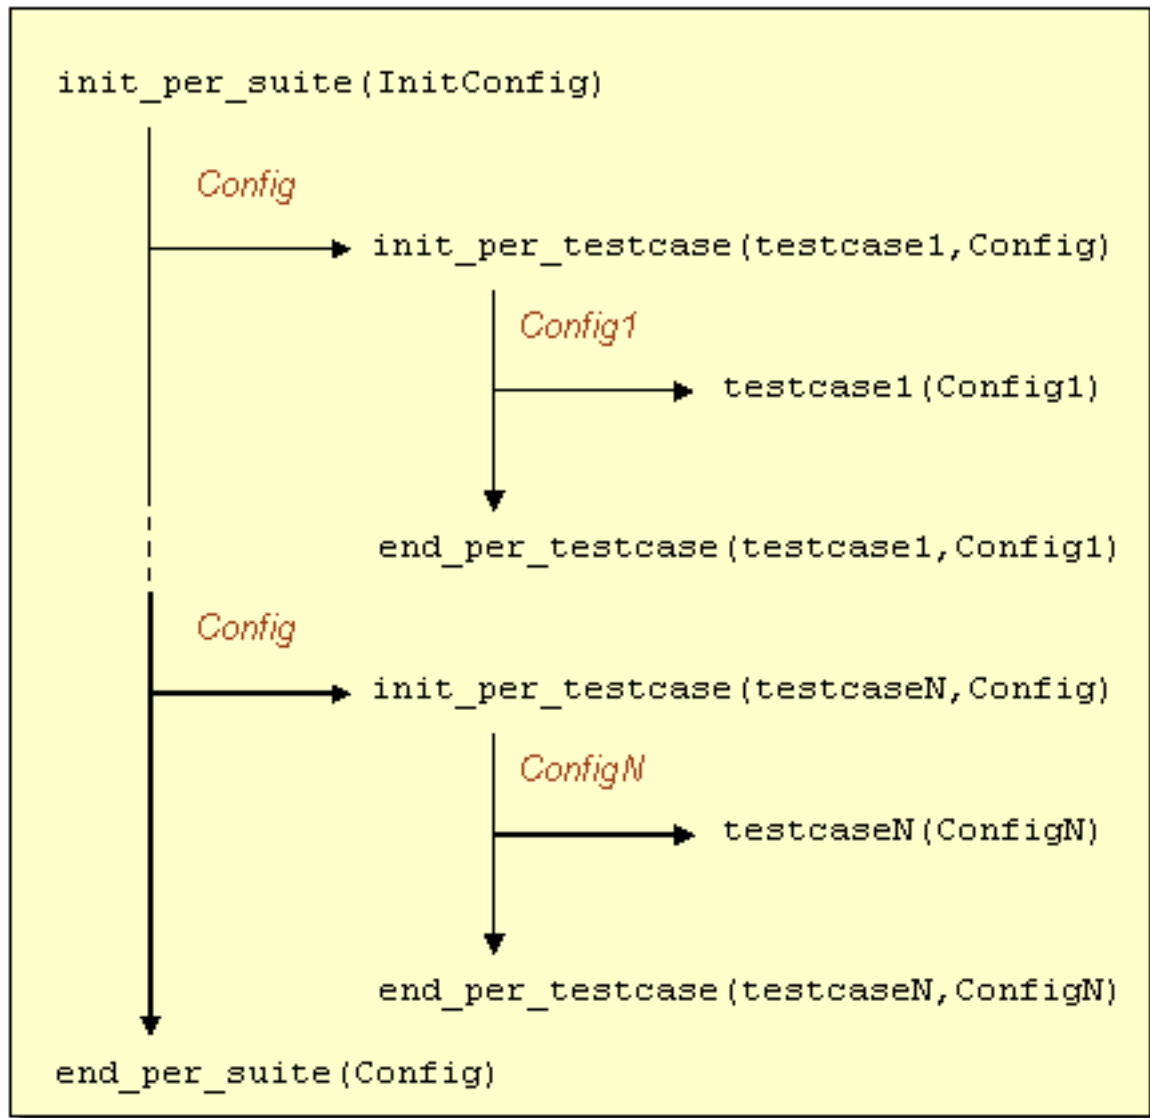 init_per_suite(InitConfig)
Config
init_per_testcase(testcase1,Config)
Config1
testcase1(Config1)
end_per_testcase(testcase1,Config1)
Config
init_per_testcase(testcaseN,Config)
ConfigN
testcaseN(ConfigN)
end_per_testcase(testcaseN,ConfigN)
end_per_suite(Config)